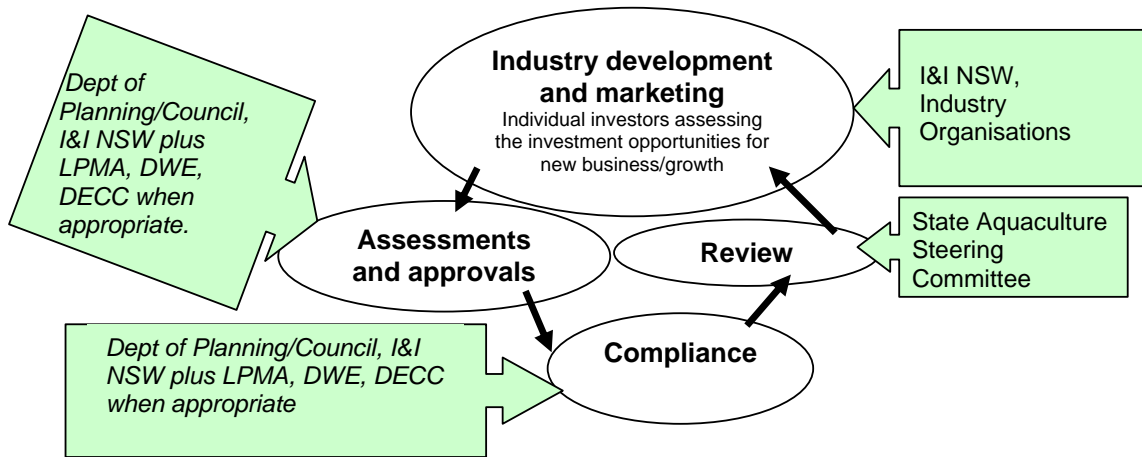 Dept of
Planning/Council,
I&I NSW plus
LPMA, DWE,
DECC when
appropriate.
Industry development
and marketing
Individual investors assessing
the investment opportunities for
new business/growth
I&I NSW,
Industry
Organisations
Assessments
and approvals
Review
State Aquaculture
Steering
Committee
Dept of Planning/Council, I&I
NSW plus LPMA, DWE, DECC
when appropriate
Compliance